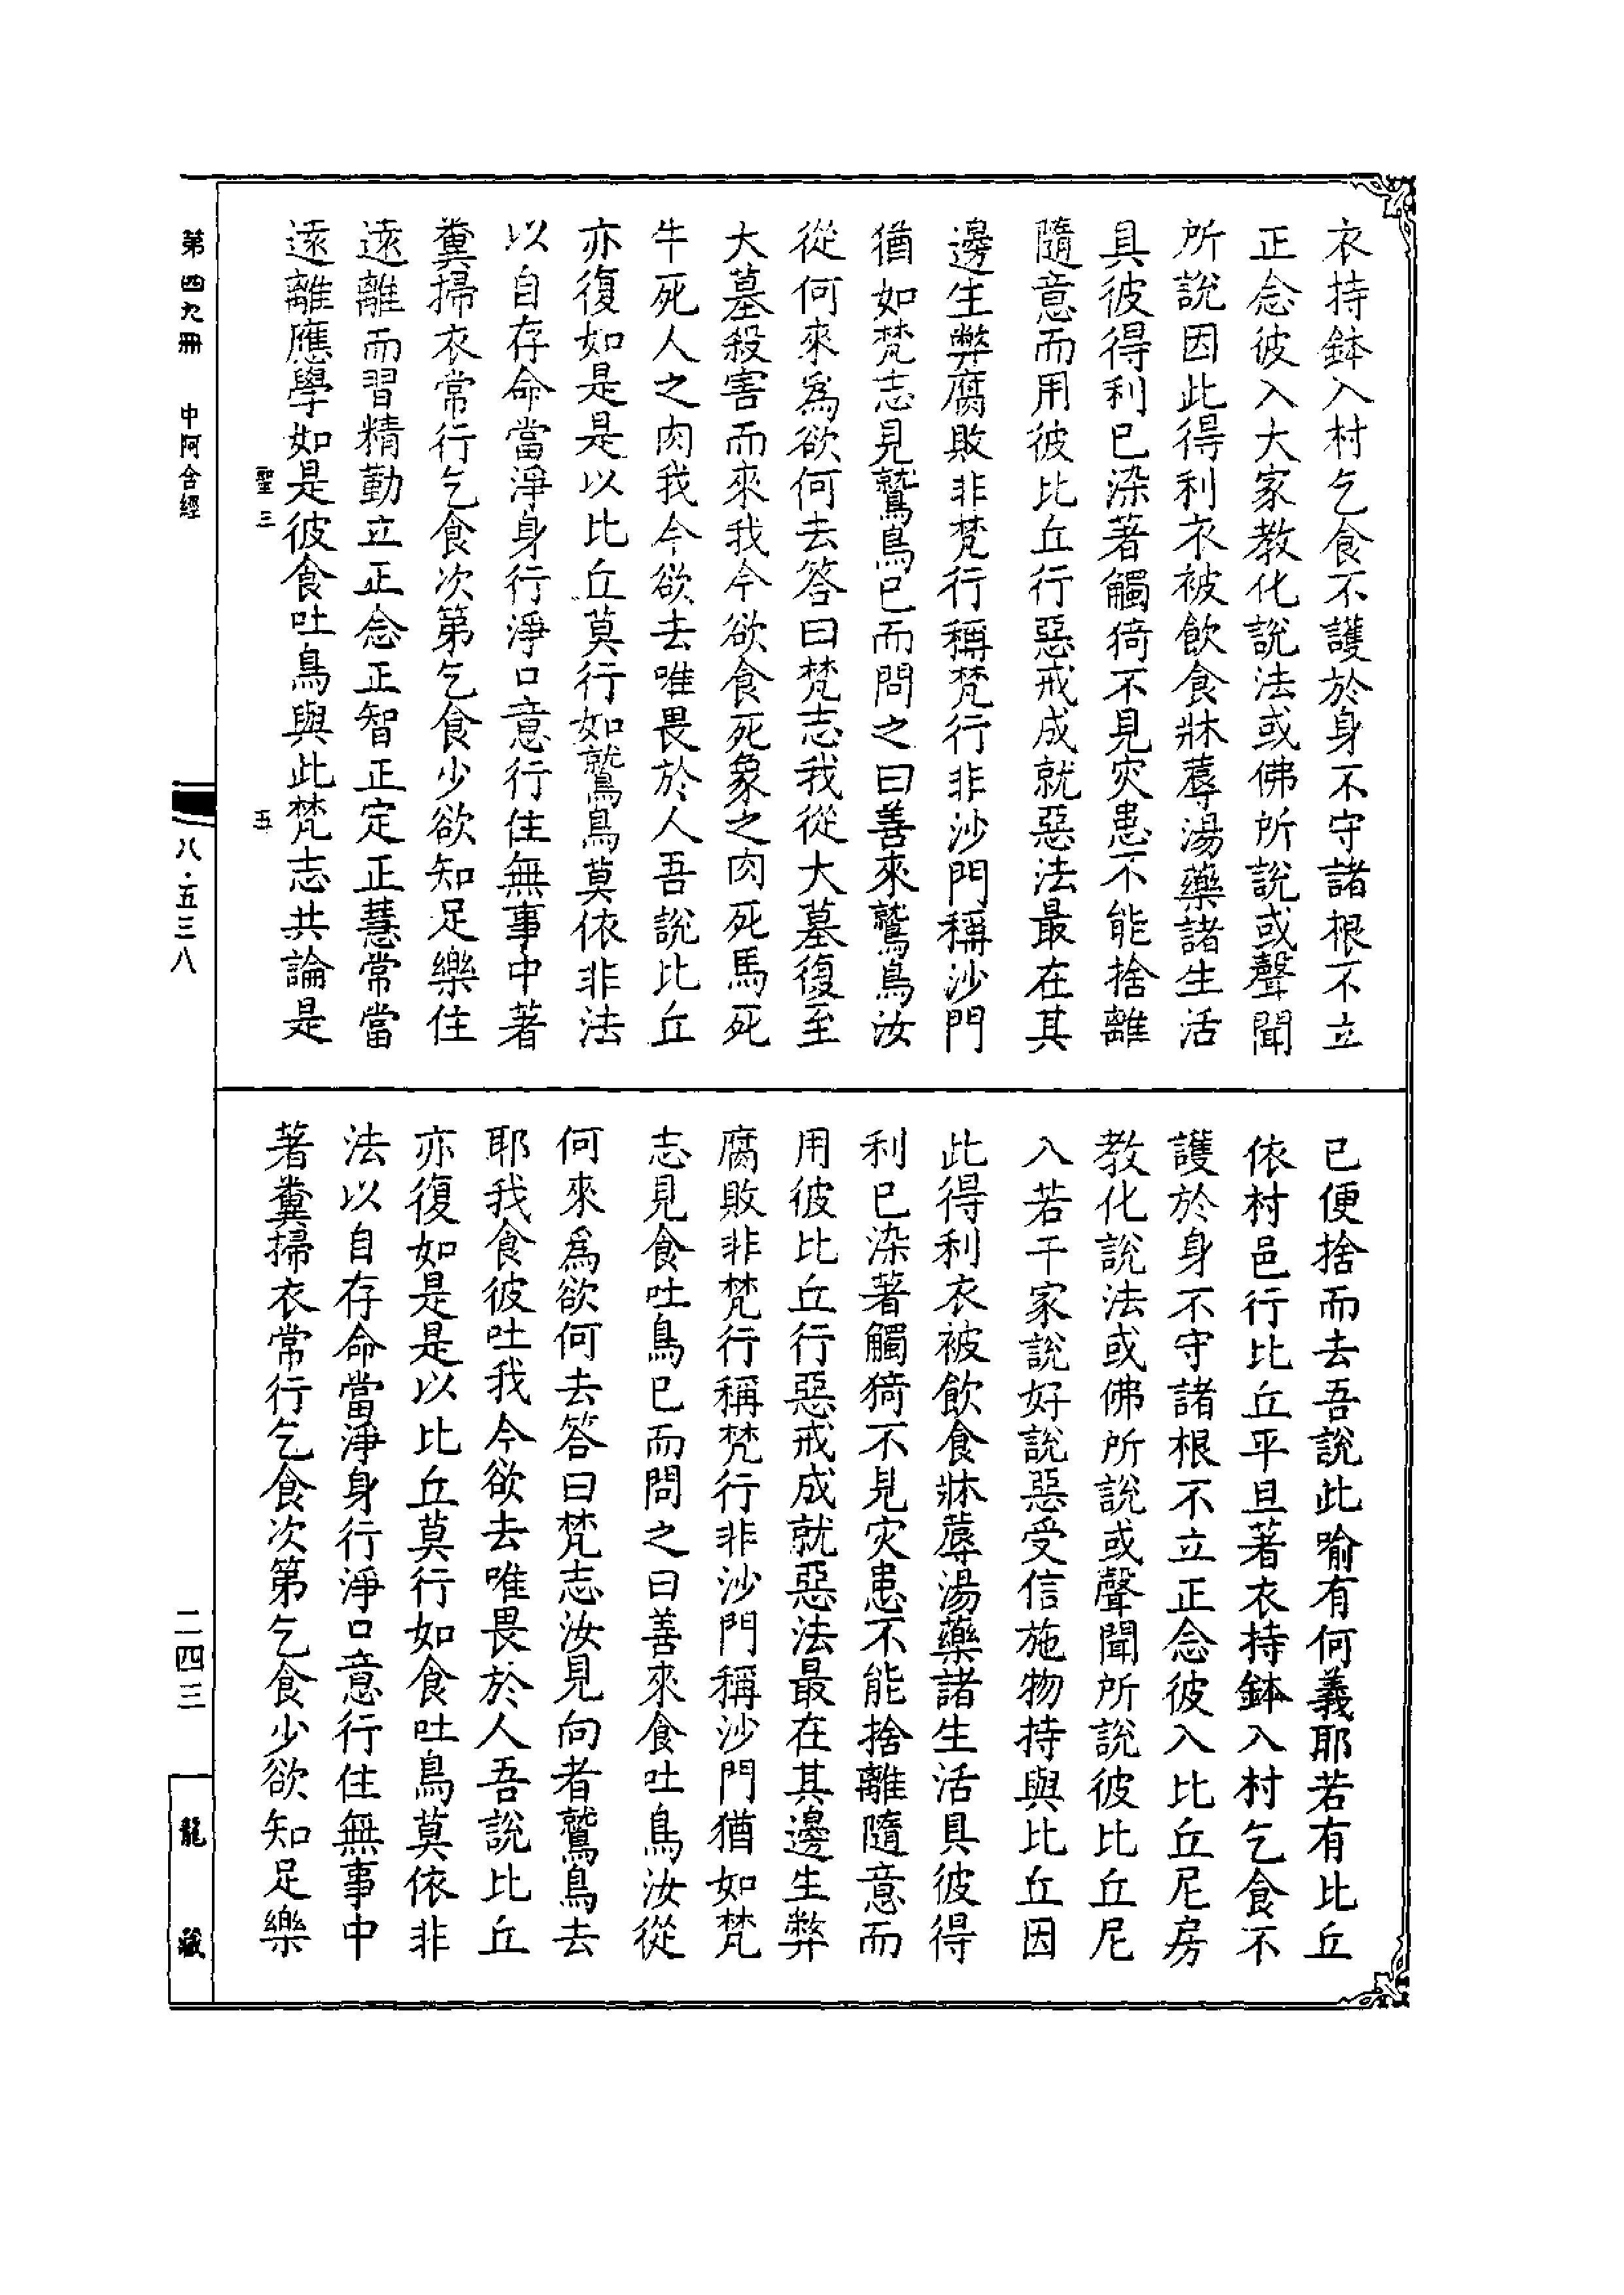 衣持鉢入村乞食不護於身不守諸根不立
正念彼入大家教化說法或佛所說或聲聞
所說因此得利衣被飲食牀蓐湯藥諸生活
具彼得利已染著觸猗不見灾患不能捨離
隨意而用彼比丘行惡戒成就惡法最在其
邊生弊腐敗非梵行稱梵行非沙門稱沙門
猶如梵志見鷲鳥已而問之曰善來鷲鳥汝
從何來為欲何去答曰梵志我從大墓復至
大墓殺害而來我今欲食死象之肉死馬死
牛死人之肉我今欲去唯畏於人吾說比丘
亦復如是是以比丘莫行如鷲鳥莫依非法
以自存命當淨身行淨口意行住無事中著
糞掃衣常行乞食次第乞食少欲知足樂住
遠離而習精勤立正念正智正定正慧常當
遠離應學如是彼食吐鳥與此梵志共論是
聖三
五
已便捨而去吾說此喻有何義耶若有比丘
依村邑行比丘平旦著衣持鉢入村乞食不
護於身不守諸根不立正念彼入比丘尼房
教化說法或佛所說或聲聞所說彼比丘尼
入若干家說好說惡受信施物持與比丘因
此得利衣被飲食牀蓐湯藥諸生活具彼得
利已染著觸猗不見灾患不能捨離隨意而
用彼比丘行惡戒成就惡法最在其邊生弊
腐敗非梵行稱梵行非沙門稱沙門猶如梵
志見食吐鳥已而問之曰善來食吐鳥汝從
何來為欲何去答曰梵志汝見向者鷲鳥去
耶我食彼吐我今欲去唯畏於人吾說比丘
亦復如是是以比丘莫行如食吐鳥莫依非
法以自存命當淨身行淨口意行住無事中
著糞掃衣常行乞食次第乞食少欲知足樂
第四九冊 中阿含經
八·五三八
二四三
龍藏